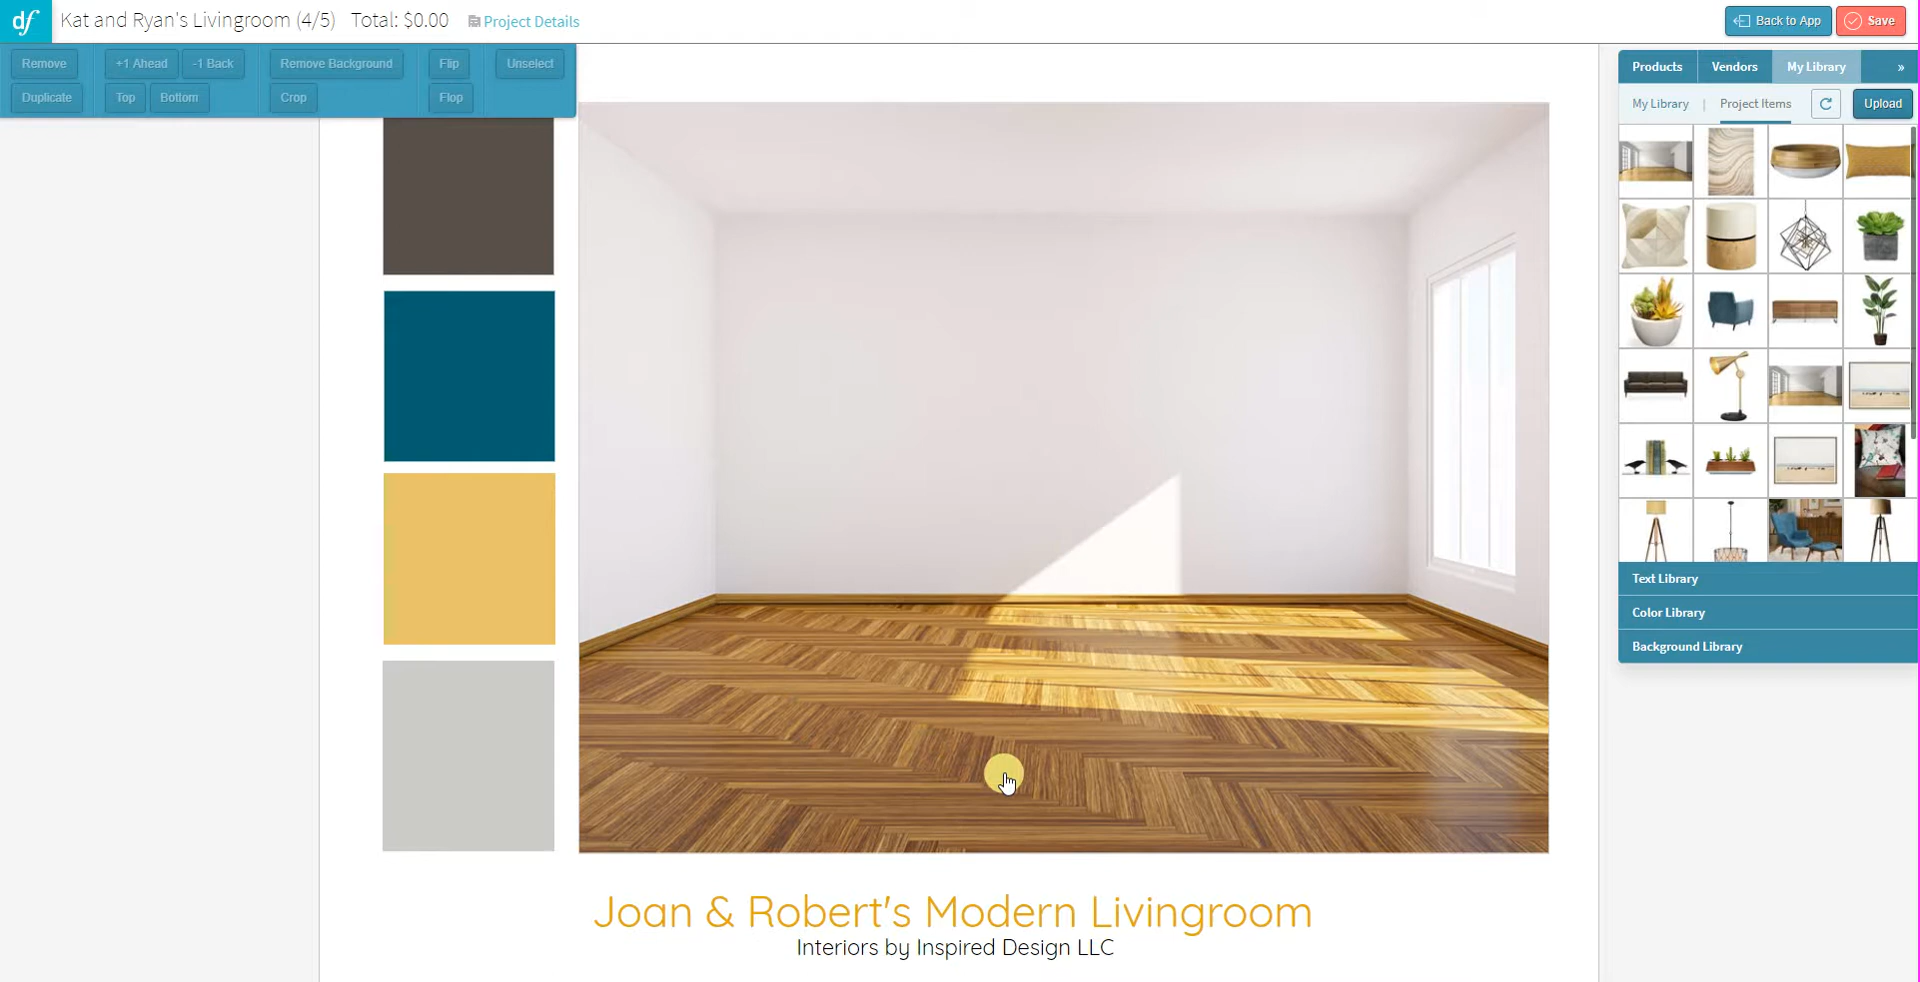 df Kat and Ryan's Livingroom (4/5) Total: $0.00 Project Details Back to App Save
Remove +1 Ahead -1 Back Remove Background Flip Unselect
Duplicate Top Bottom Crop Flop
Products Vendors My Library »
My Library | Project Items Upload
Text Library
Color Library
Background Library
Joan & Robert's Modern Livingroom
Interiors by Inspired Design LLC